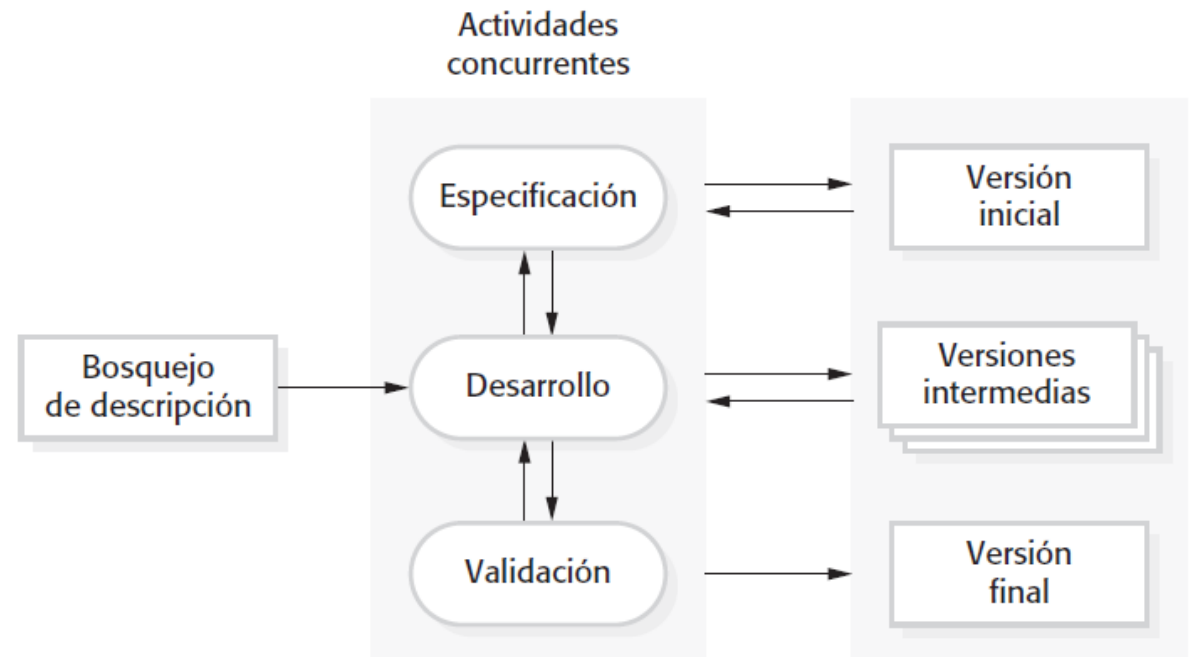 Actividades
concurrentes
Especificación
Versión
inicial
Bosquejo
de descripción
Desarrollo
Versiones
intermedias
Validación
Versión
final